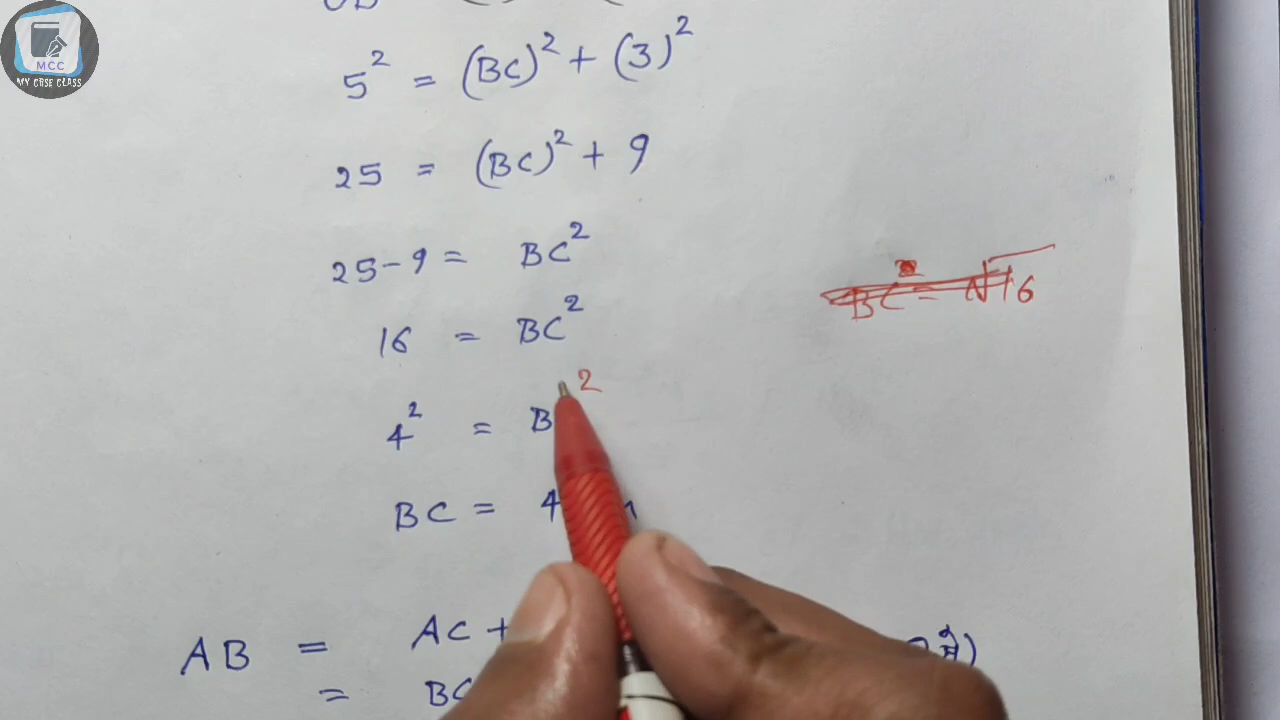 MCC
MY CBSE CLASS
5² = (BC)² + (3)²
25 = (BC)² + 9
25-9 = BC²
16 = BC²
BC = √16
4² = B 2
BC = 4
AB = AC +
= BC